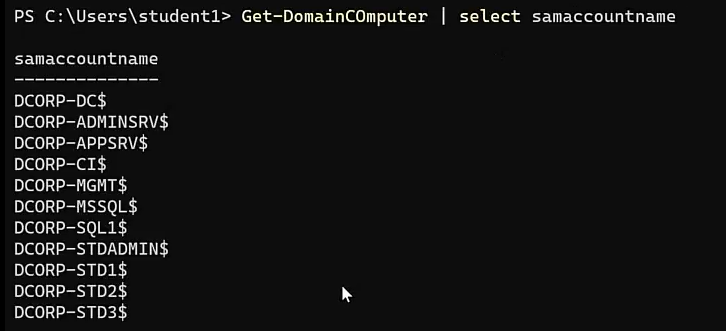 PS C:\Users\student1> Get-DomainCOmputer | select samaccountname
samaccountname
--------------
DCORP-DC$
DCORP-ADMINSRV$
DCORP-APPSRV$
DCORP-CI$
DCORP-MGMT$
DCORP-MSSQL$
DCORP-SQL1$
DCORP-STDADMIN$
DCORP-STD1$
DCORP-STD2$
DCORP-STD3$